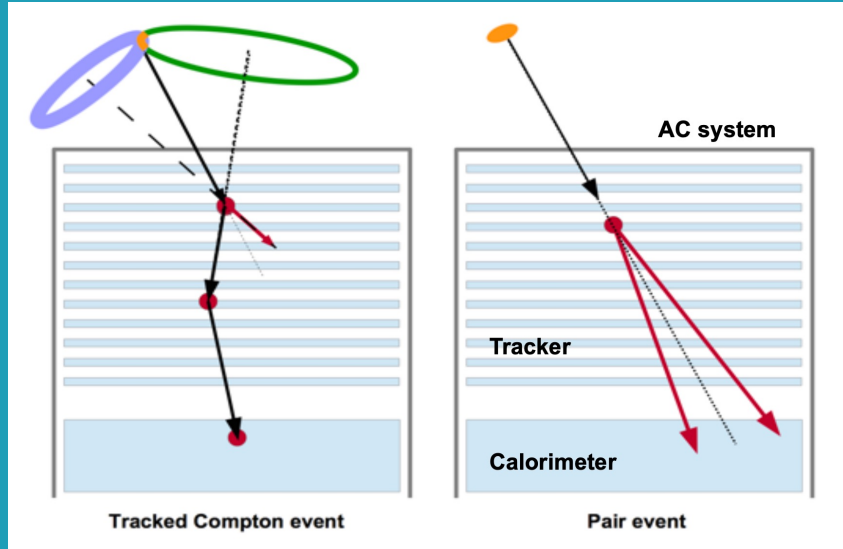 AC system
Tracker
Calorimeter
Tracked Compton event
Pair event